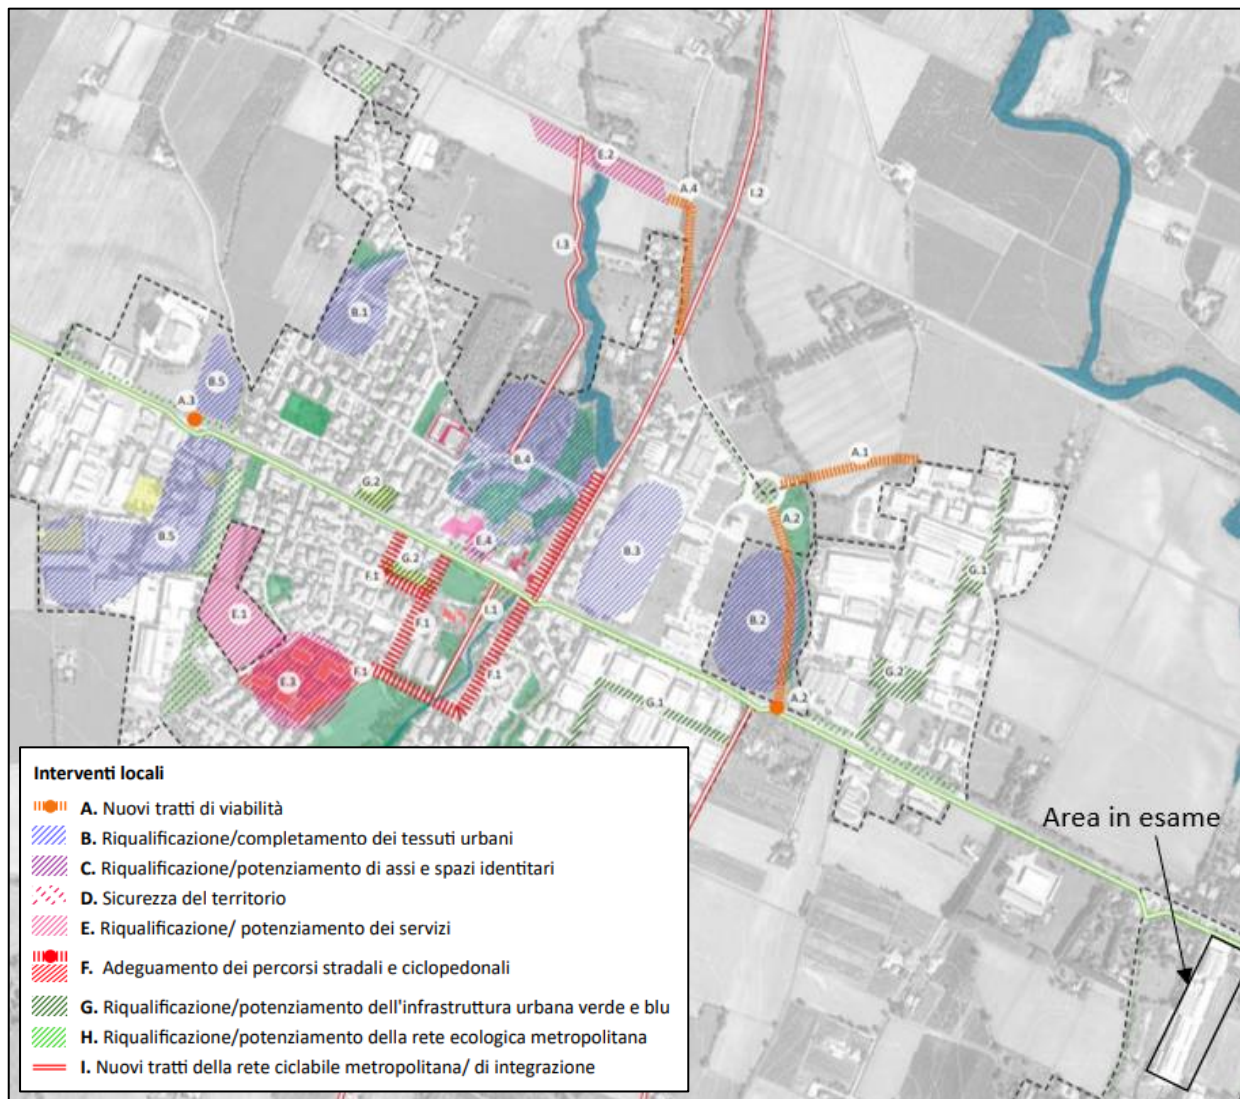 E.2
A.4
I.2
I.3
B.1
B.5
A.3
B.4
A.1
G.2
A.2
B.5
E.4
B.3
G.2
F.1
G.1
I.1
E.1
F.1
B.2
G.2
E.3
F.1
F.1
G.1
A.2
Area in esame
Interventi locali
A. Nuovi tratti di viabilità
B. Riqualificazione/completamento dei tessuti urbani
C. Riqualificazione/potenziamento di assi e spazi identitari
D. Sicurezza del territorio
E. Riqualificazione/ potenziamento dei servizi
F. Adeguamento dei percorsi stradali e ciclopedonali
G. Riqualificazione/potenziamento dell'infrastruttura urbana verde e blu
H. Riqualificazione/potenziamento della rete ecologica metropolitana
I. Nuovi tratti della rete ciclabile metropolitana/ di integrazione